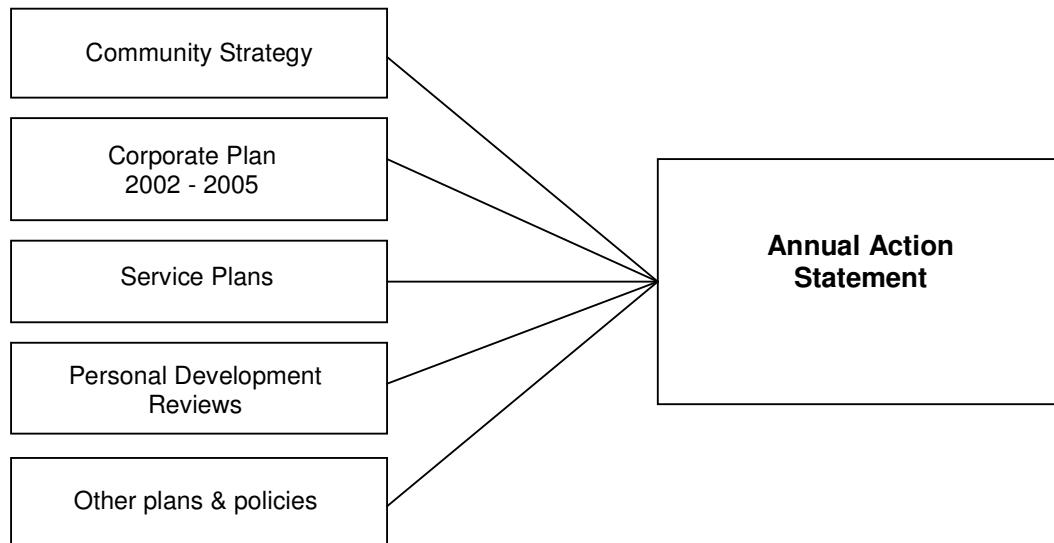 Community Strategy
Corporate Plan
2002 - 2005
Service Plans
Personal Development
Reviews
Other plans & policies
Annual Action
Statement